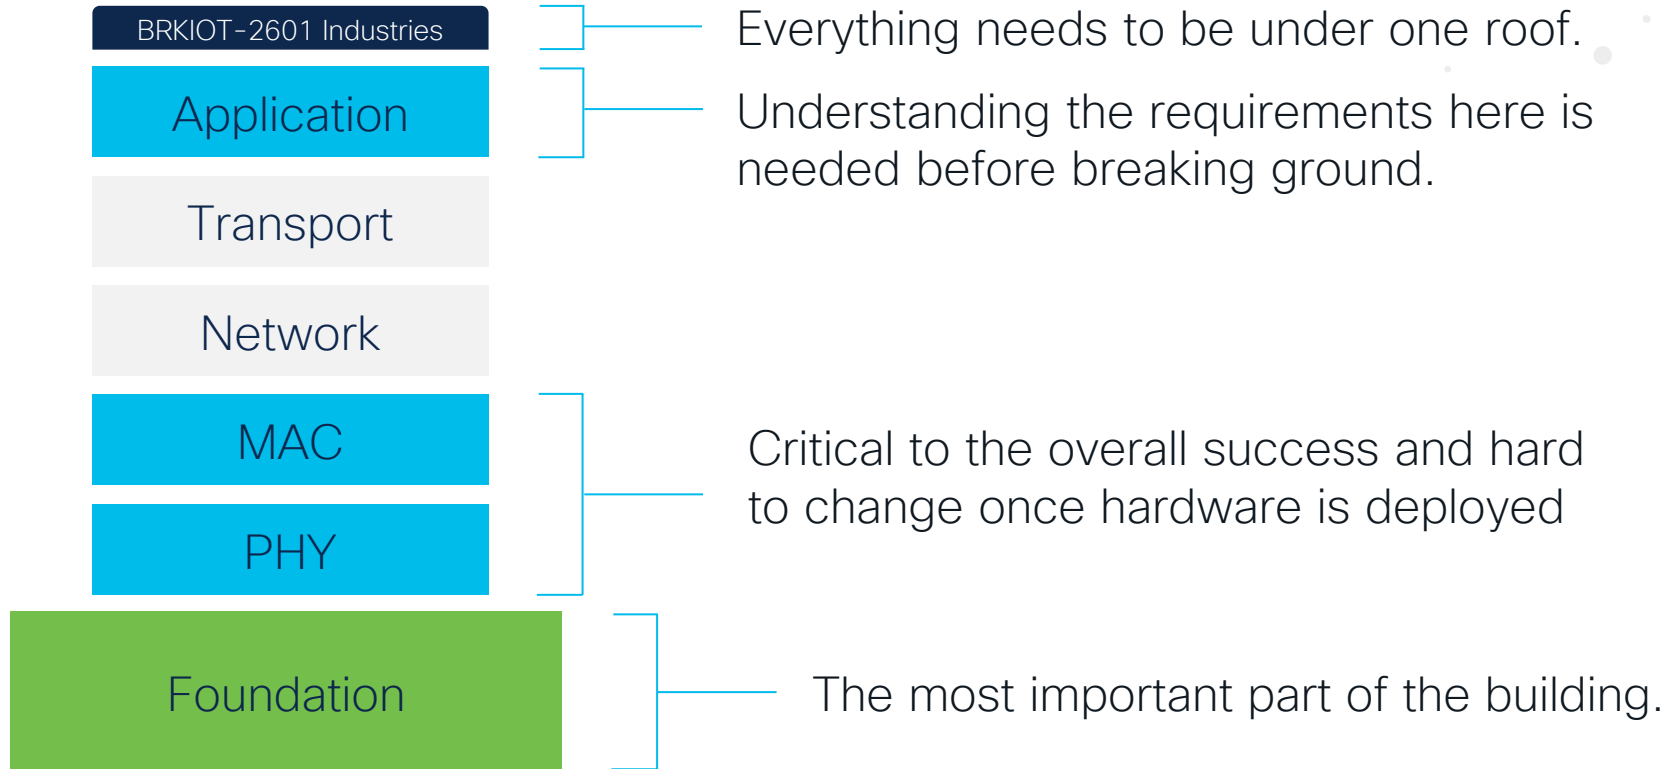 BRKIOT-2601 Industries
Everything needs to be under one roof.
Application
Understanding the requirements here is
needed before breaking ground.
Transport
Network
MAC
PHY
Critical to the overall success and hard
to change once hardware is deployed
Foundation
The most important part of the building.